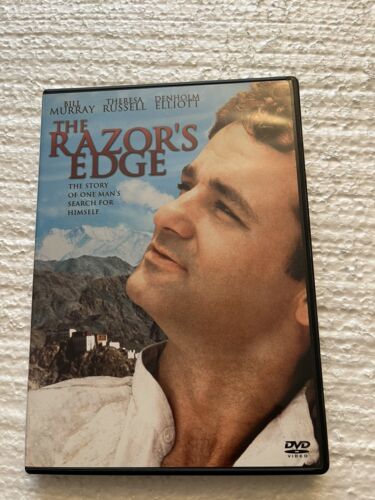 BILL THERESA DENHOLM
MURRAY RUSSELL ELLIOTT
THE
RAZOR'S
EDGE
THE STORY
OF ONE MAN'S
SEARCH FOR
HIMSELF.
DVD
VIDEO